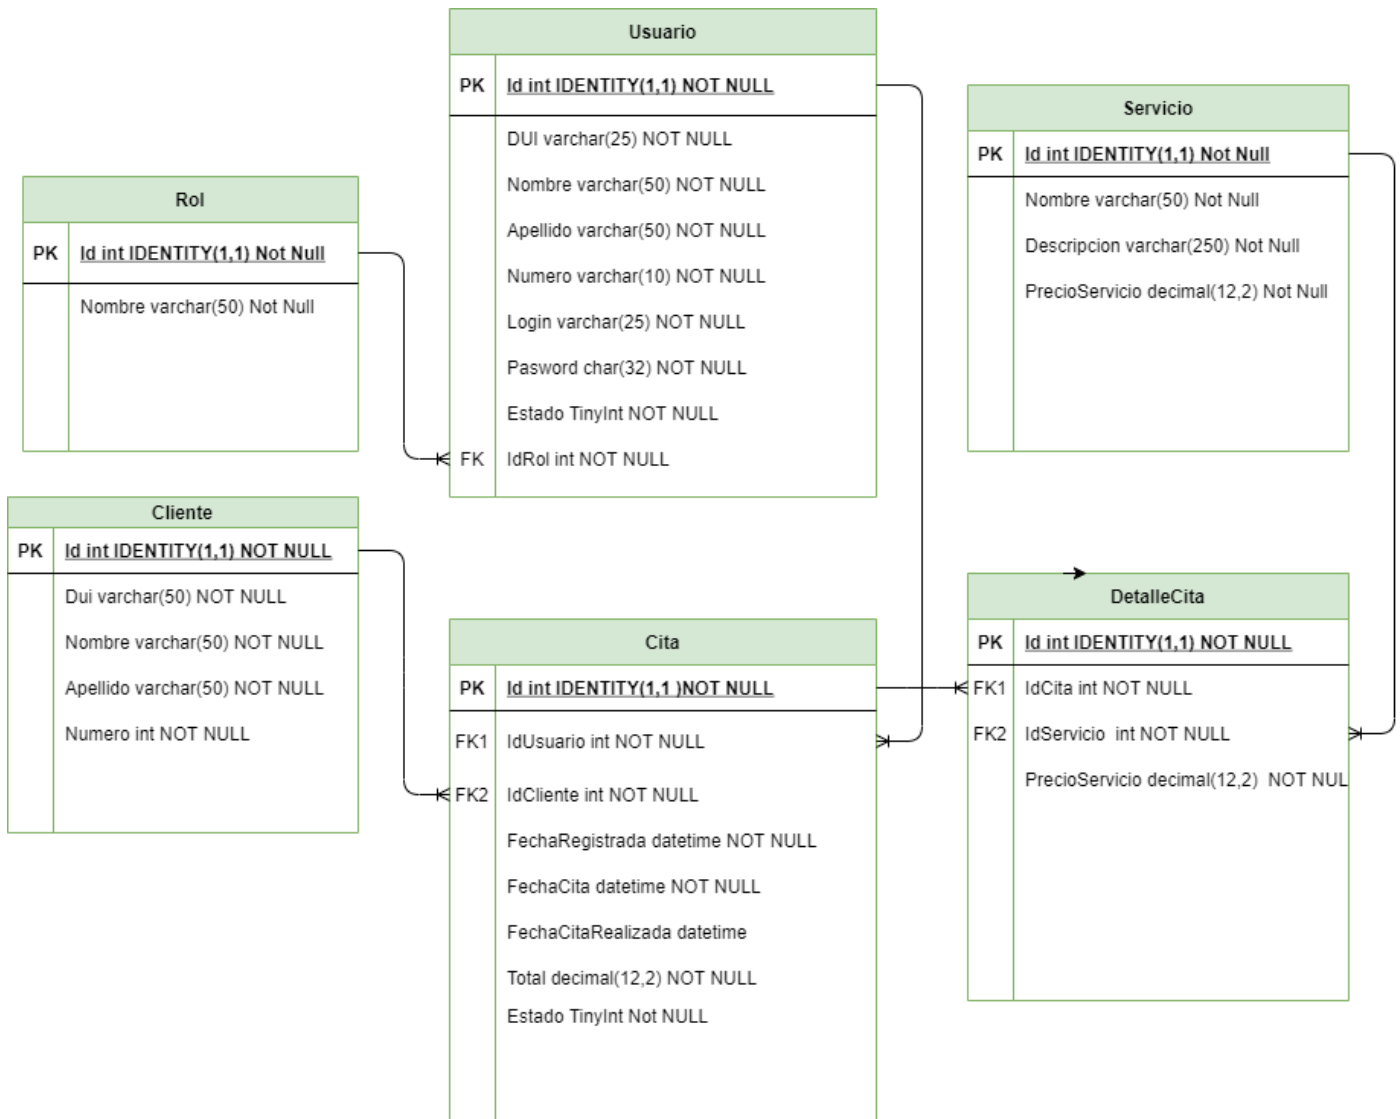 Usuario
PK Id int IDENTITY(1,1) NOT NULL
DUI varchar(25) NOT NULL
Nombre varchar(50) NOT NULL
Apellido varchar(50) NOT NULL
Numero varchar(10) NOT NULL
Login varchar(25) NOT NULL
Pasword char(32) NOT NULL
Estado TinyInt NOT NULL
FK IdRol int NOT NULL
Servicio
PK Id int IDENTITY(1,1) Not Null
Nombre varchar(50) Not Null
Descripcion varchar(250) Not Null
PrecioServicio decimal(12,2) Not Null
Rol
PK Id int IDENTITY(1,1) Not Null
Nombre varchar(50) Not Null
Cliente
PK Id int IDENTITY(1,1) NOT NULL
Dui varchar(50) NOT NULL
Nombre varchar(50) NOT NULL
Apellido varchar(50) NOT NULL
Numero int NOT NULL
Cita
PK Id int IDENTITY(1,1 )NOT NULL
FK1 IdUsuario int NOT NULL
FK2 IdCliente int NOT NULL
FechaRegistrada datetime NOT NULL
FechaCita datetime NOT NULL
FechaCitaRealizada datetime
Total decimal(12,2) NOT NULL
Estado TinyInt Not NULL
DetalleCita
PK Id int IDENTITY(1,1) NOT NULL
FK1 IdCita int NOT NULL
FK2 IdServicio int NOT NULL
PrecioServicio decimal(12,2) NOT NUL